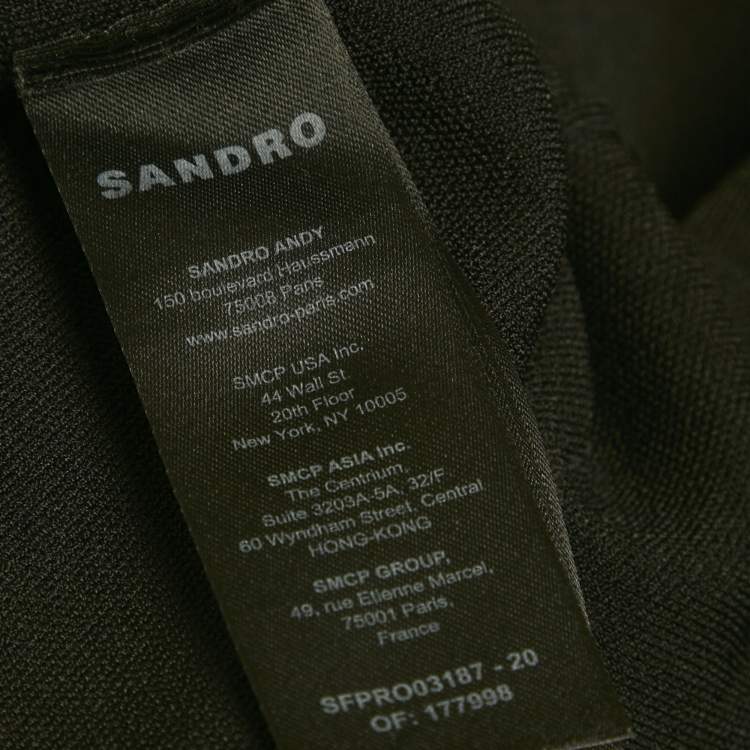 SANDRO
SANDRO ANDY
150 boulevard Haussmann
75008 Paris
www.sandro-paris.com
SMCP USA Inc.
44 Wall St
20th Floor
New York, NY 10005
SMCP ASIA Inc.
The Centrium,
Suite 3203A-5A, 32/F
60 Wyndham Street, Central
HONG-KONG
SMCP GROUP,
49, rue Etienne Marcel,
75001 Paris,
France
SFPRO03187 - 20
OF: 177998